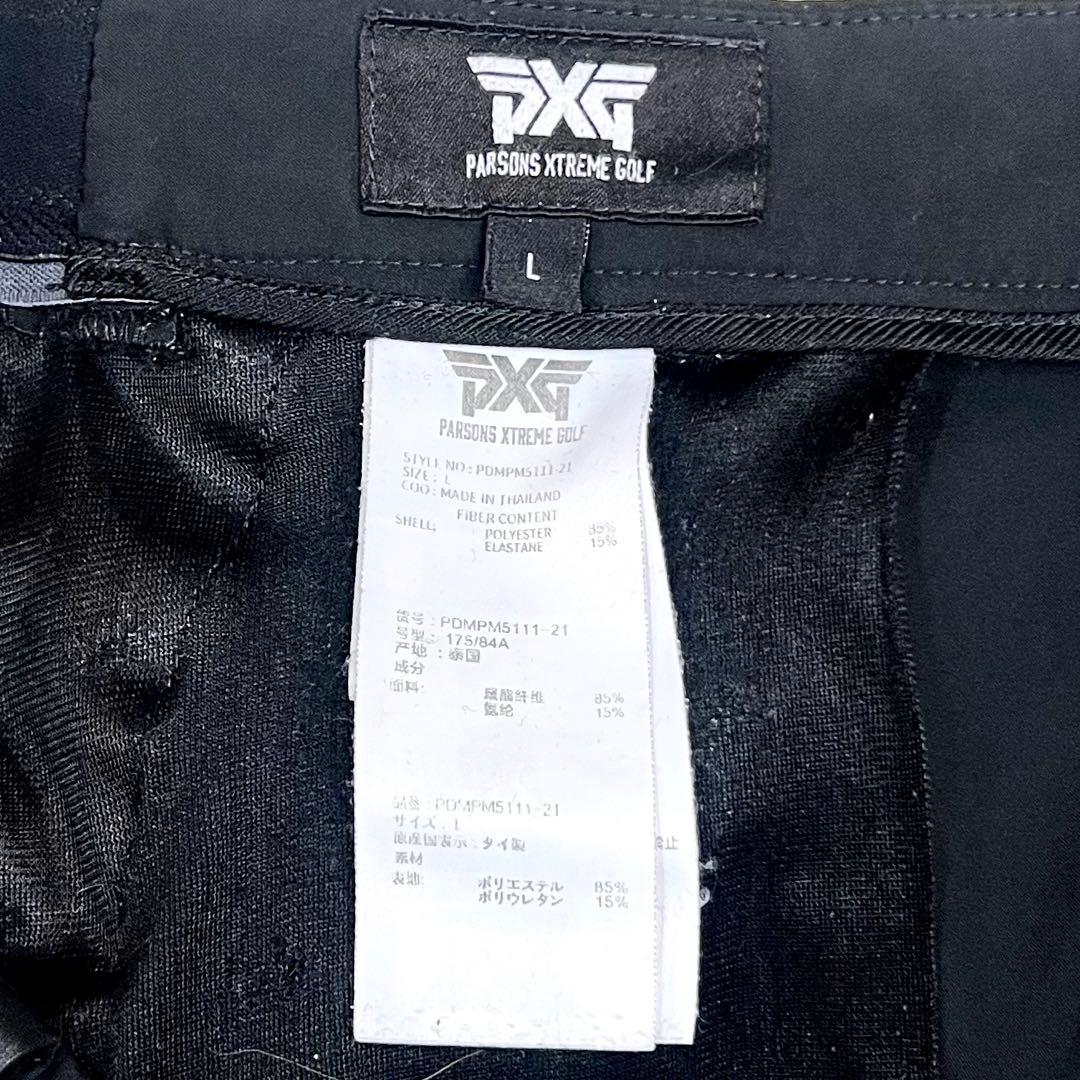 PXG
PARSONS XTREME GOLF
L
PXG
PARSONS XTREME GOLF
STYLE NO : PDMPM5111-21
SIZE : L
COO : MADE IN THAILAND
FIBER CONTENT
SHELL:
POLYESTER 85%
ELASTANE 15%
货号 : PDMPM5111-21
号型 : 175/84A
产地 : 泰国
成分
面料:
聚酯纤维 85%
氨纶 15%
品番 : PDMPM5111-21
サイズ : L
原産国表示 : タイ製
素材
表地:
ポリエステル 85%
ポリウレタン 15%